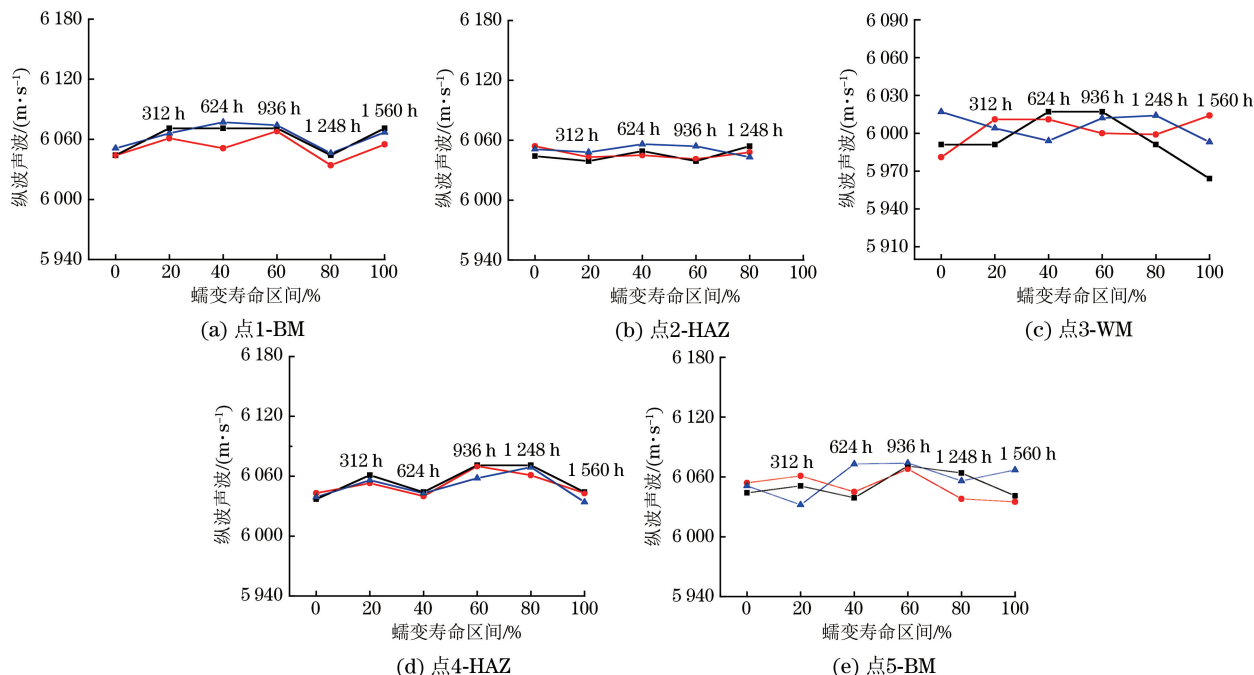 6 180
6 120
6 060
6 000
5 940
纵波声波/(m·s⁻¹)
312 h
624 h
936 h
1 248 h
1 560 h
0 20 40 60 80 100
蠕变寿命区间/%
(a) 点1-BM
6 180
6 120
6 060
6 000
5 940
纵波声波/(m·s⁻¹)
312 h
624 h
936 h
1 248 h
0 20 40 60 80 100
蠕变寿命区间/%
(b) 点2-HAZ
6 090
6 060
6 030
6 000
5 970
5 940
5 910
纵波声波/(m·s⁻¹)
312 h
624 h
936 h
1 248 h
1 560 h
0 20 40 60 80 100
蠕变寿命区间/%
(c) 点3-WM
6 180
6 120
6 060
6 000
5 940
纵波声波/(m·s⁻¹)
312 h
624 h
936 h
1 248 h
1 560 h
0 20 40 60 80 100
蠕变寿命区间/%
(d) 点4-HAZ
6 180
6 120
6 060
6 000
5 940
纵波声波/(m·s⁻¹)
312 h
624 h
936 h
1 248 h
1 560 h
0 20 40 60 80 100
蠕变寿命区间/%
(e) 点5-BM